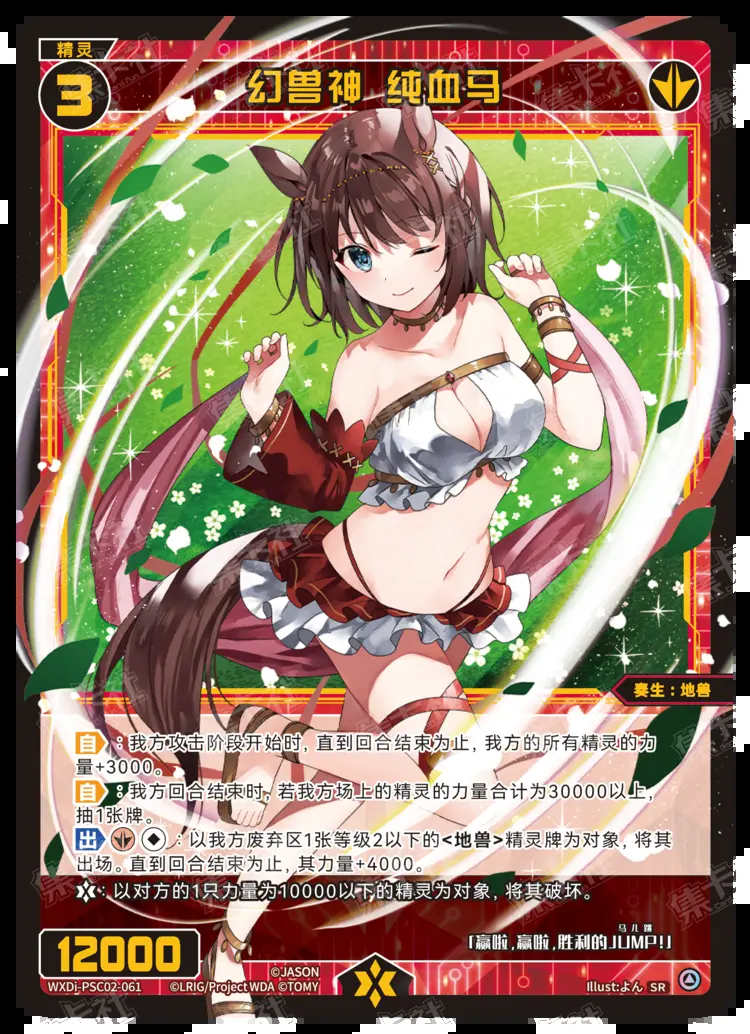 精灵
3
幻兽神 纯血马
奏生：地兽
自：我方攻击阶段开始时，直到回合结束为止，我方的所有精灵的力
量+3000。
自：我方回合结束时，若我方场上的精灵的力量合计为30000以上，
抽1张牌。
出：以我方废弃区1张等级2以下的<地兽>精灵牌为对象，将其
出场。直到回合结束为止，其力量+4000。
：以对方的1只力量为10000以下的精灵为对象，将其破坏。
马儿跳
「赢啦，赢啦，胜利的JUMP！」
12000
©JASON
WXDi-PSC02-061 ©LRIG/Project WDA ©TOMY Illust:よん SR
集卡社